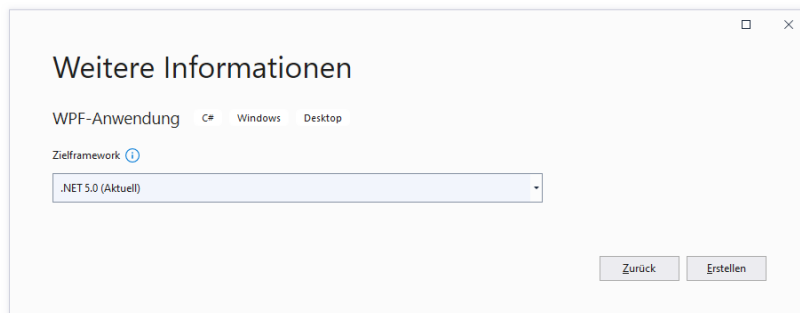 Weitere Informationen
WPF-Anwendung C# Windows Desktop
Zielframework
.NET 5.0 (Aktuell)
Zurück Erstellen